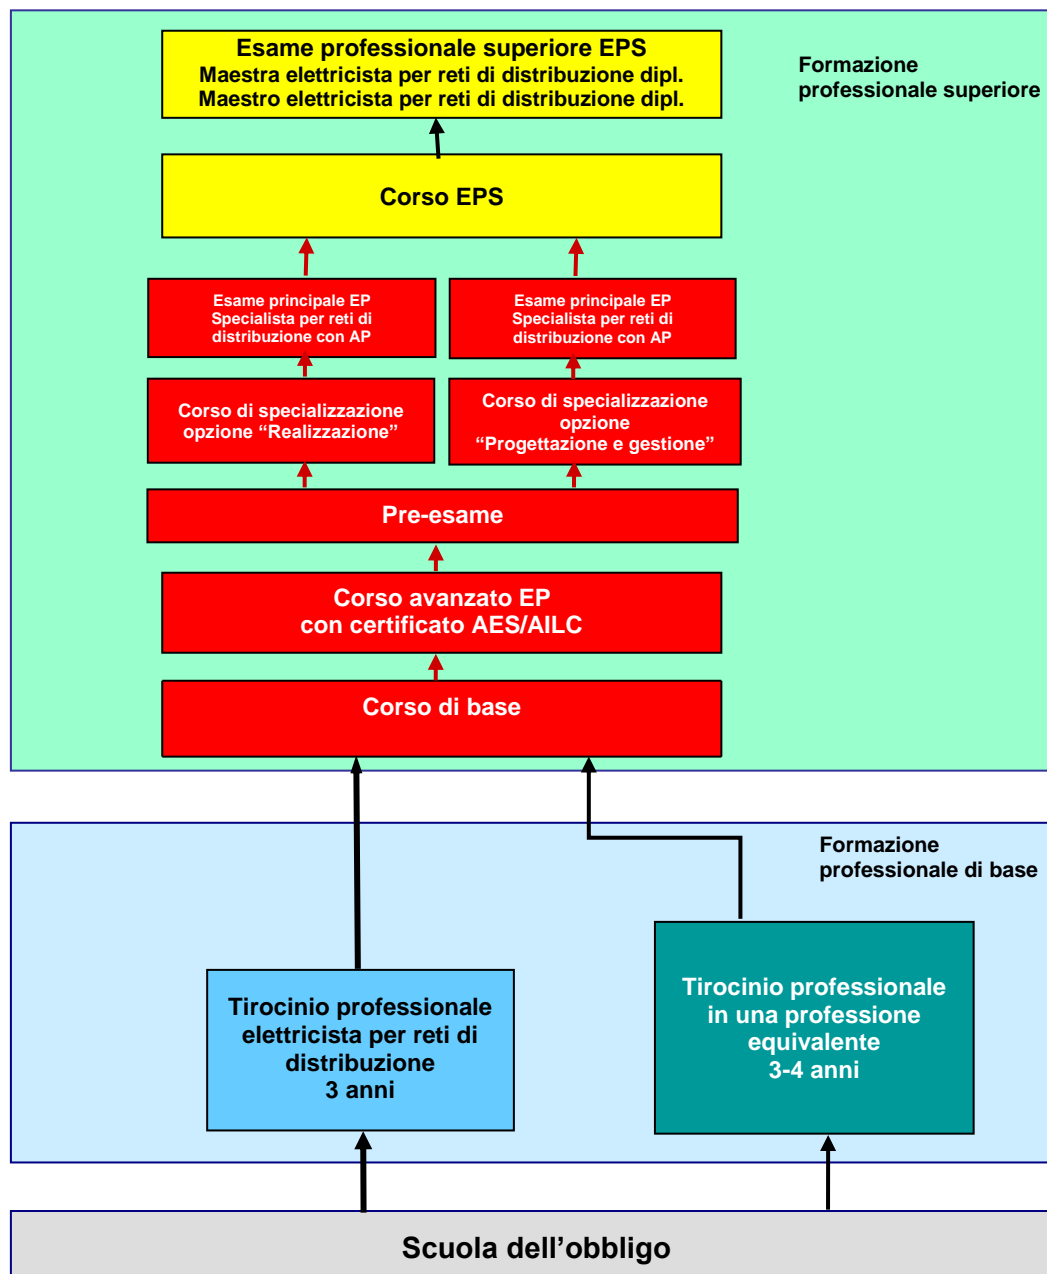 Esame professionale superiore EPS
Maestra elettricista per reti di distribuzione dipl.
Maestro elettricista per reti di distribuzione dipl.
Formazione
professionale superiore
Corso EPS
Esame principale EP
Specialista per reti di
distribuzione con AP
Esame principale EP
Specialista per reti di
distribuzione con AP
Corso di specializzazione
opzione “Realizzazione”
Corso di specializzazione
opzione
“Progettazione e gestione”
Pre-esame
Corso avanzato EP
con certificato AES/AILC
Corso di base
Formazione
professionale di base
Tirocinio professionale
elettricista per reti di
distribuzione
3 anni
Tirocinio professionale
in una professione
equivalente
3-4 anni
Scuola dell’obbligo